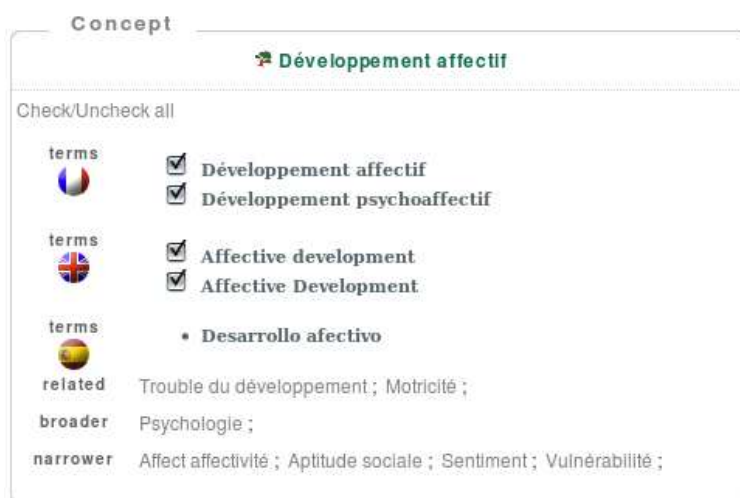 Concept
Développement affectif
Check/Uncheck all
terms
Développement affectif
Développement psychoaffectif
terms
Affective development
Affective Development
terms
• Desarrollo afectivo
related Trouble du développement ; Motricité ;
broader Psychologie ;
narrower Affect affectivité ; Aptitude sociale ; Sentiment ; Vulnérabilité ;